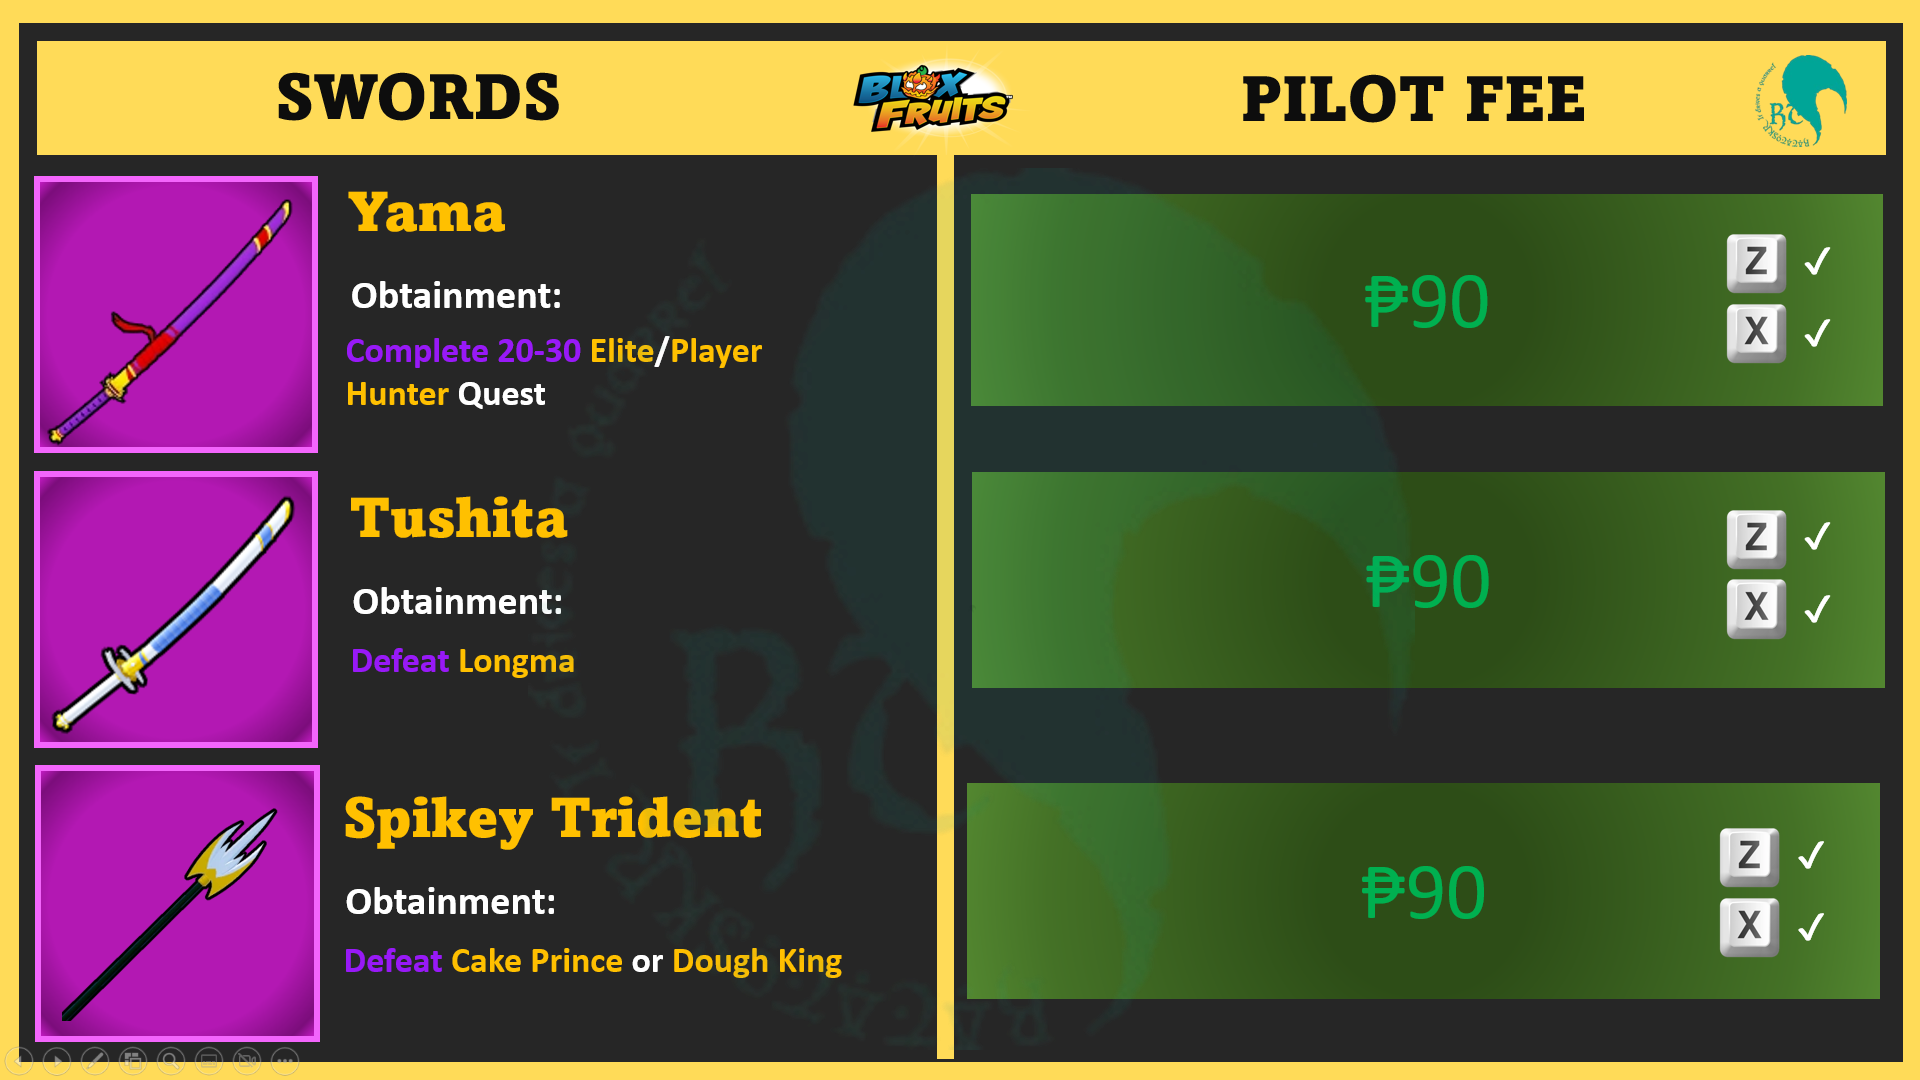 SWORDS
BLOX
FRUITS
PILOT FEE
RC
Yama
Obtainment:
Complete 20-30 Elite/Player
Hunter Quest
₱90
Z ✓
X ✓
Tushita
Obtainment:
Defeat Longma
₱90
Z ✓
X ✓
Spikey Trident
Obtainment:
Defeat Cake Prince or Dough King
₱90
Z ✓
X ✓